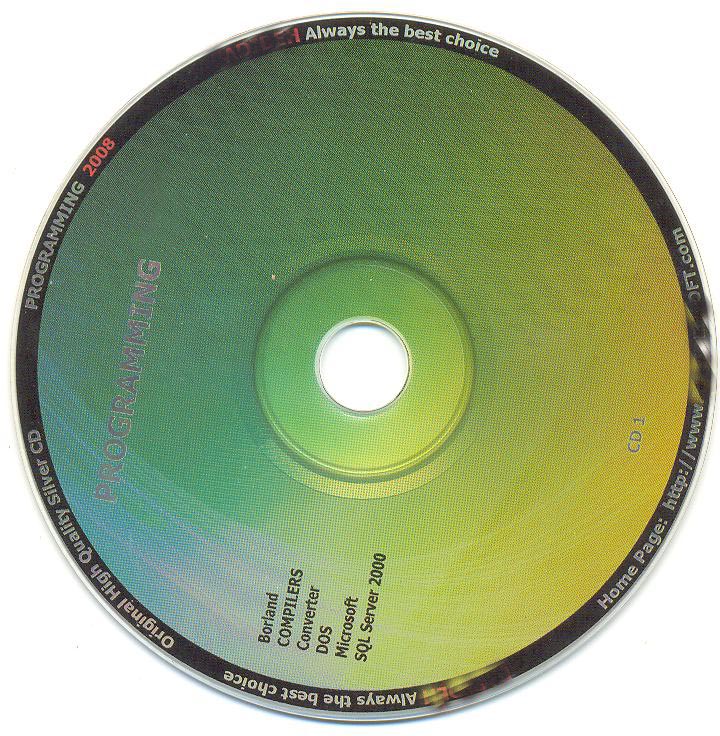 Always the best choice
PROGRAMMING 2008
PROGRAMMING
Original High Quality Silver CD
CD 1
Borland
COMPILERS
Converter
DOS
Microsoft
SQL Server 2000
Home Page: http://www
OFT.com
Always the best choice